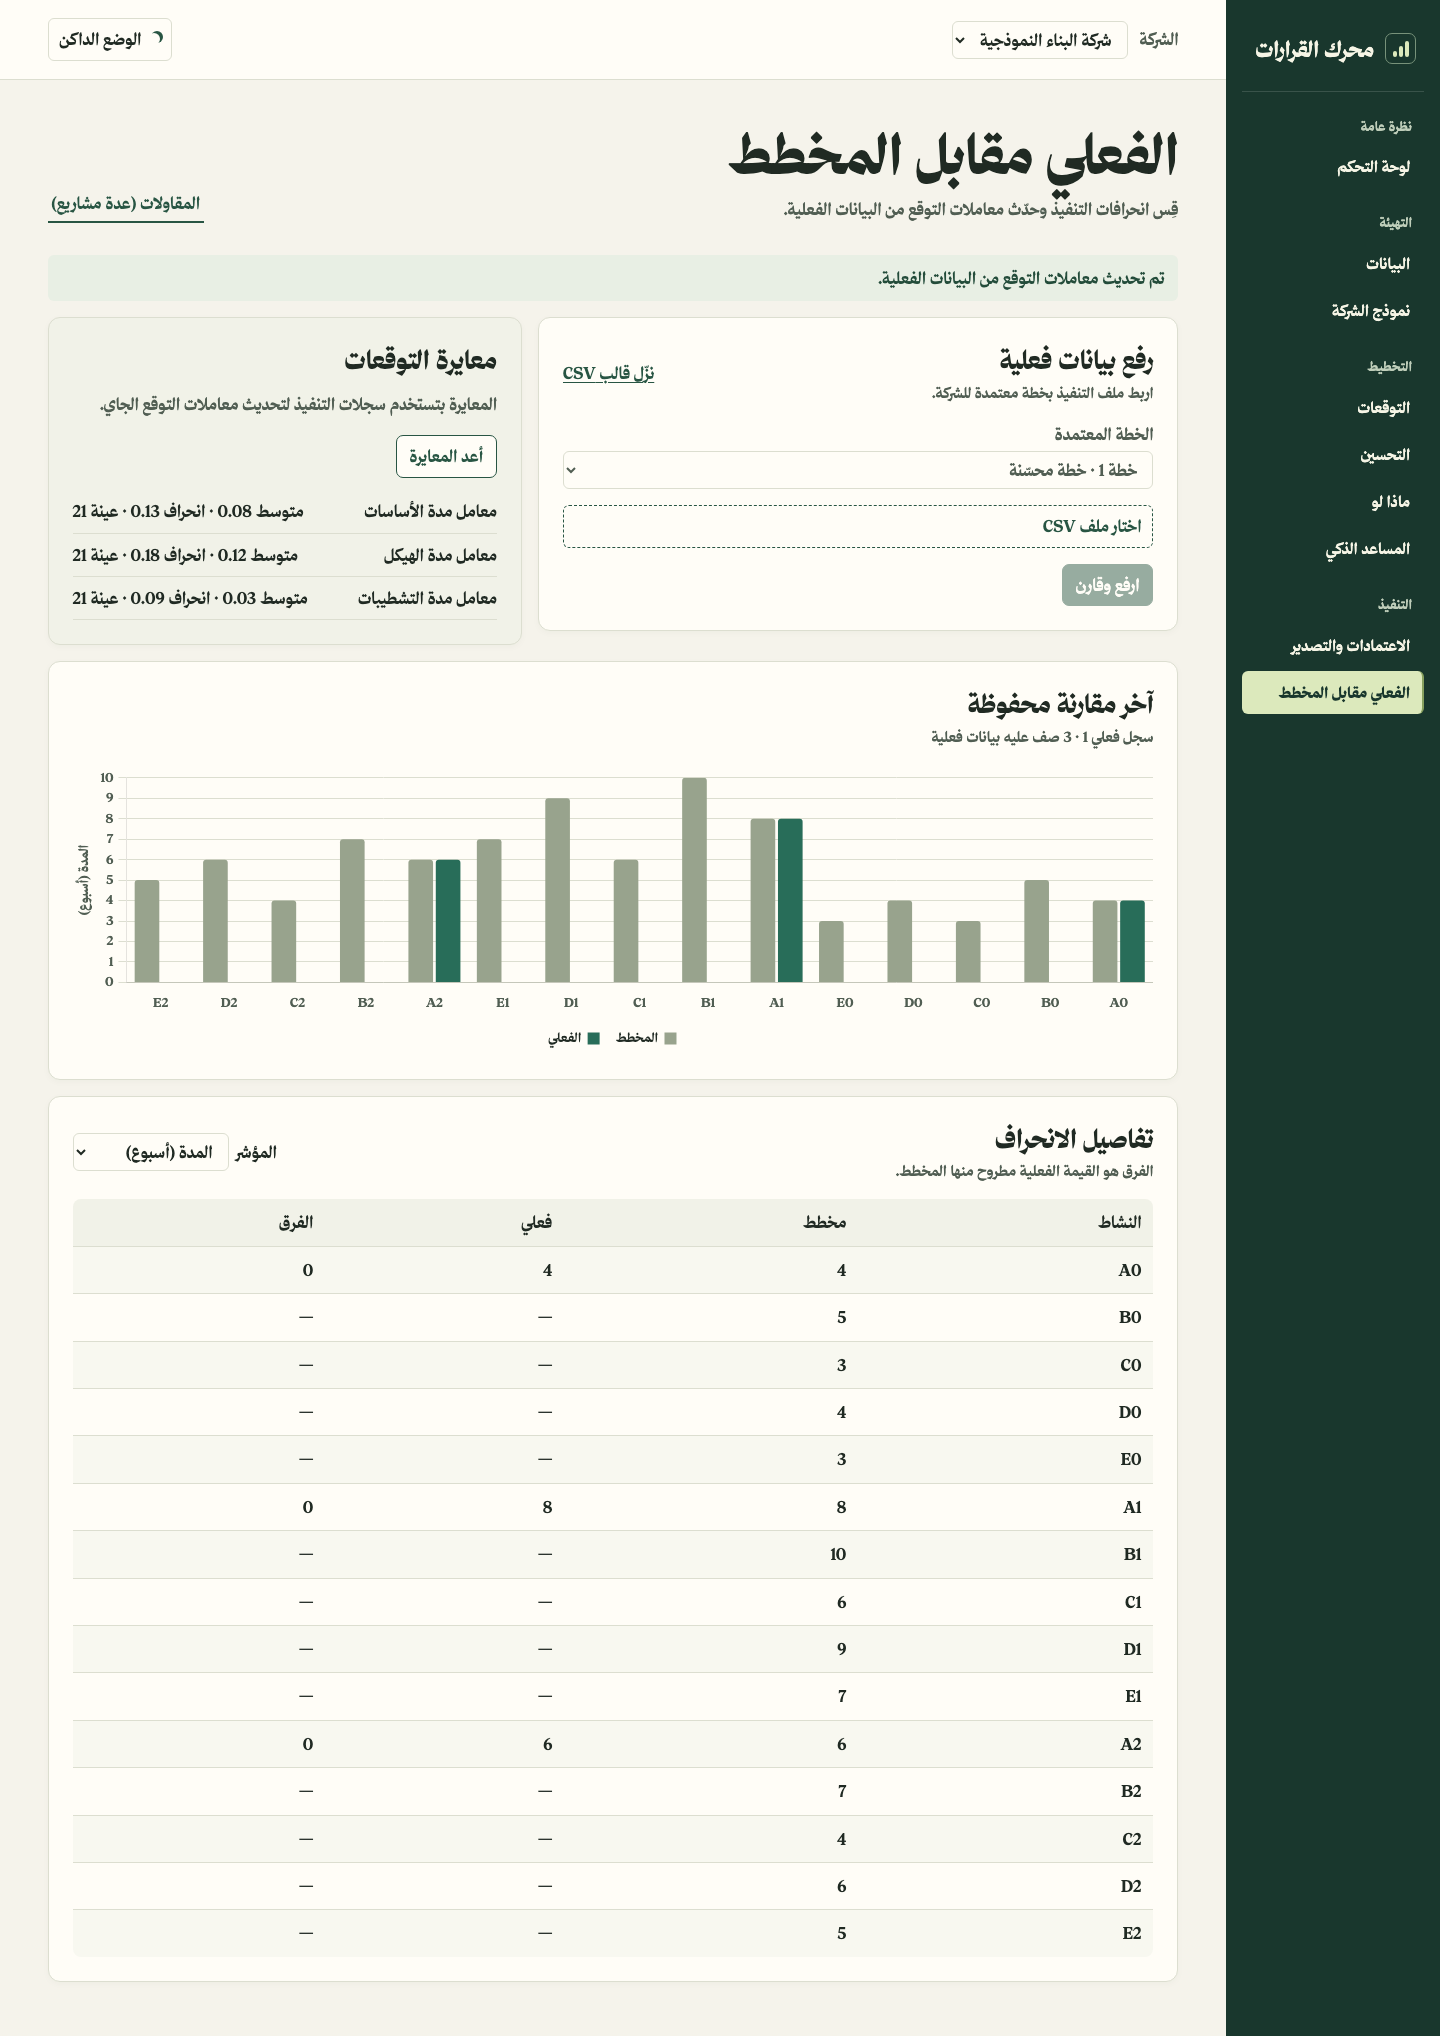 محرك القرارات
نظرة عامة
لوحة التحكم
التهيئة
البيانات
نموذج الشركة
التخطيط
التوقعات
التحسين
ماذا لو
المساعد الذكي
التنفيذ
الاعتمادات والتصدير
الفعلي مقابل المخطط
الشركة شركة البناء النموذجية
الوضع الداكن
الفعلي مقابل المخطط
قِس انحرافات التنفيذ وحدّث معاملات التوقع من البيانات الفعلية.
المقاولات (عدة مشاريع)
تم تحديث معاملات التوقع من البيانات الفعلية.
رفع بيانات فعلية
اربط ملف التنفيذ بخطة معتمدة للشركة.
نزّل قالب CSV
الخطة المعتمدة
خطة 1 · خطة محسّنة
اختار ملف CSV
ارفع وقارن
معايرة التوقعات
المعايرة بتستخدم سجلات التنفيذ لتحديث معاملات التوقع الجاي.
أعد المعايرة
معامل مدة الأساسات متوسط 0.08 · انحراف 0.13 · عينة 21
معامل مدة الهيكل متوسط 0.12 · انحراف 0.18 · عينة 21
معامل مدة التشطيبات متوسط 0.03 · انحراف 0.09 · عينة 21
آخر مقارنة محفوظة
سجل فعلي 1 · 3 صف عليه بيانات فعلية
المدة (أسبوع)
10
9
8
7
6
5
4
3
2
1
0
E2 D2 C2 B2 A2 E1 D1 C1 B1 A1 E0 D0 C0 B0 A0
المخطط الفعلي
تفاصيل الانحراف
الفرق هو القيمة الفعلية مطروح منها المخطط.
المؤشر المدة (أسبوع)
النشاط مخطط فعلي الفرق
A0 4 4 0
B0 5 — —
C0 3 — —
D0 4 — —
E0 3 — —
A1 8 8 0
B1 10 — —
C1 6 — —
D1 9 — —
E1 7 — —
A2 6 6 0
B2 7 — —
C2 4 — —
D2 6 — —
E2 5 — —